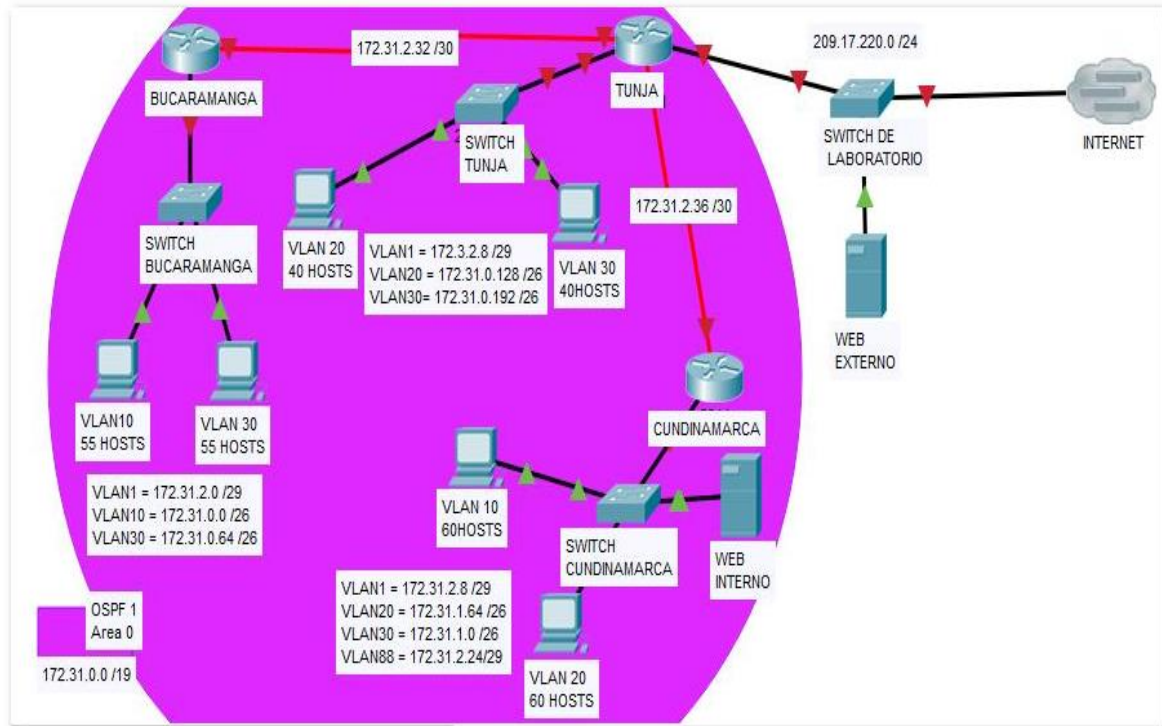 172.31.2.32 /30
209.17.220.0 /24
BUCARAMANGA
TUNJA
SWITCH
TUNJA
SWITCH DE
LABORATORIO
INTERNET
172.31.2.36 /30
SWITCH
BUCARAMANGA
VLAN 20
40 HOSTS
VLAN1 = 172.3.2.8 /29
VLAN20 = 172.31.0.128 /26
VLAN30= 172.31.0.192 /26
VLAN 30
40HOSTS
WEB
EXTERNO
VLAN10
55 HOSTS
VLAN 30
55 HOSTS
CUNDINAMARCA
VLAN1 = 172.31.2.0 /29
VLAN10 = 172.31.0.0 /26
VLAN30 = 172.31.0.64 /26
VLAN 10
60HOSTS
SWITCH
CUNDINAMARCA
WEB
INTERNO
VLAN1 = 172.31.2.8 /29
VLAN20 = 172.31.1.64 /26
VLAN30 = 172.31.1.0 /26
VLAN88 = 172.31.2.24/29
VLAN 20
60 HOSTS
OSPF 1
Area 0
172.31.0.0 /19